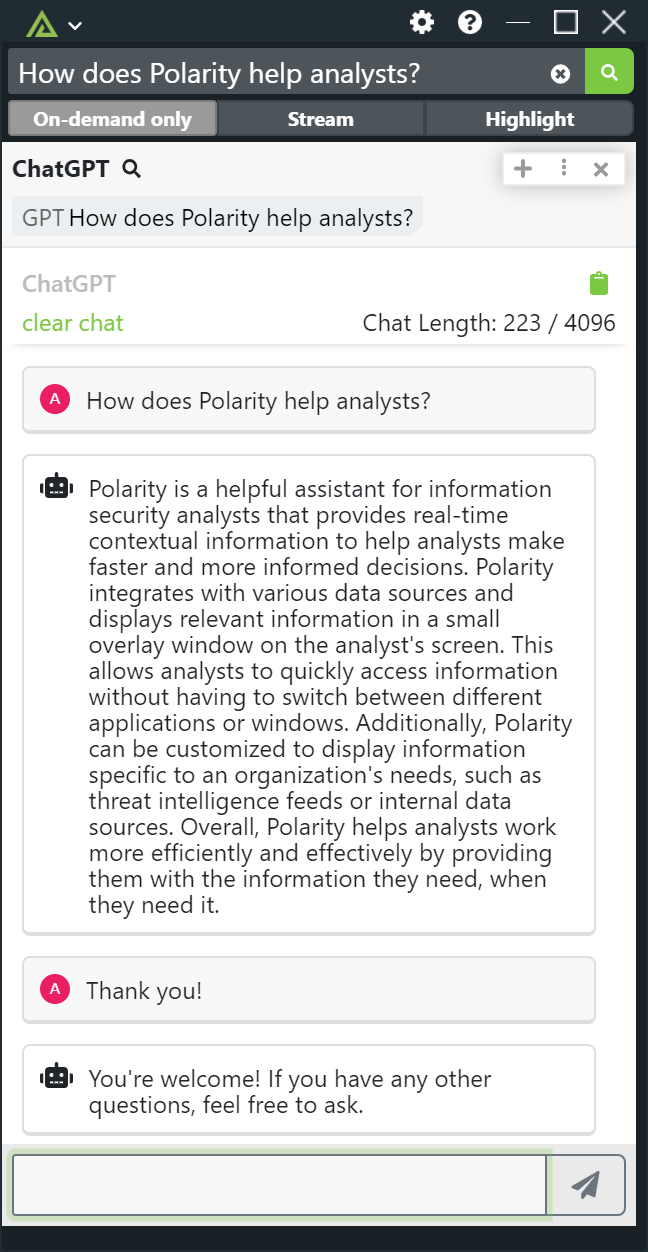 How does Polarity help analysts?
On-demand only
Stream
Highlight
ChatGPT
GPT How does Polarity help analysts?
ChatGPT
clear chat
Chat Length: 223 / 4096
A
How does Polarity help analysts?
Polarity is a helpful assistant for information
security analysts that provides real-time
contextual information to help analysts make
faster and more informed decisions. Polarity
integrates with various data sources and
displays relevant information in a small
overlay window on the analyst's screen. This
allows analysts to quickly access information
without having to switch between different
applications or windows. Additionally, Polarity
can be customized to display information
specific to an organization's needs, such as
threat intelligence feeds or internal data
sources. Overall, Polarity helps analysts work
more efficiently and effectively by providing
them with the information they need, when
they need it.
A
Thank you!
You're welcome! If you have any other
questions, feel free to ask.